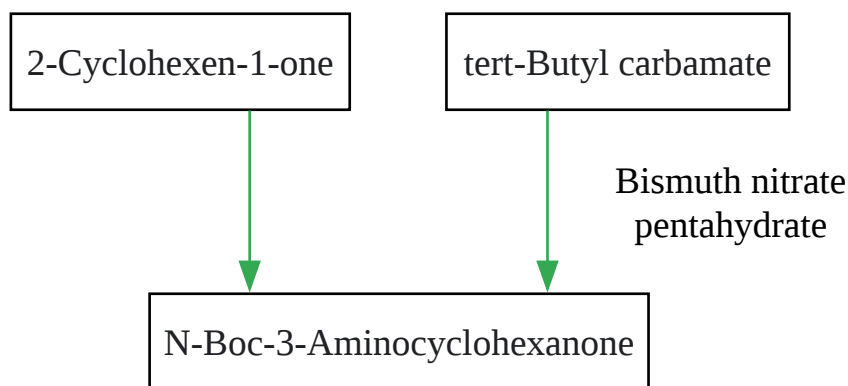 2-Cyclohexen-1-one
tert-Butyl carbamate
Bismuth nitrate
pentahydrate
N-Boc-3-Aminocyclohexanone